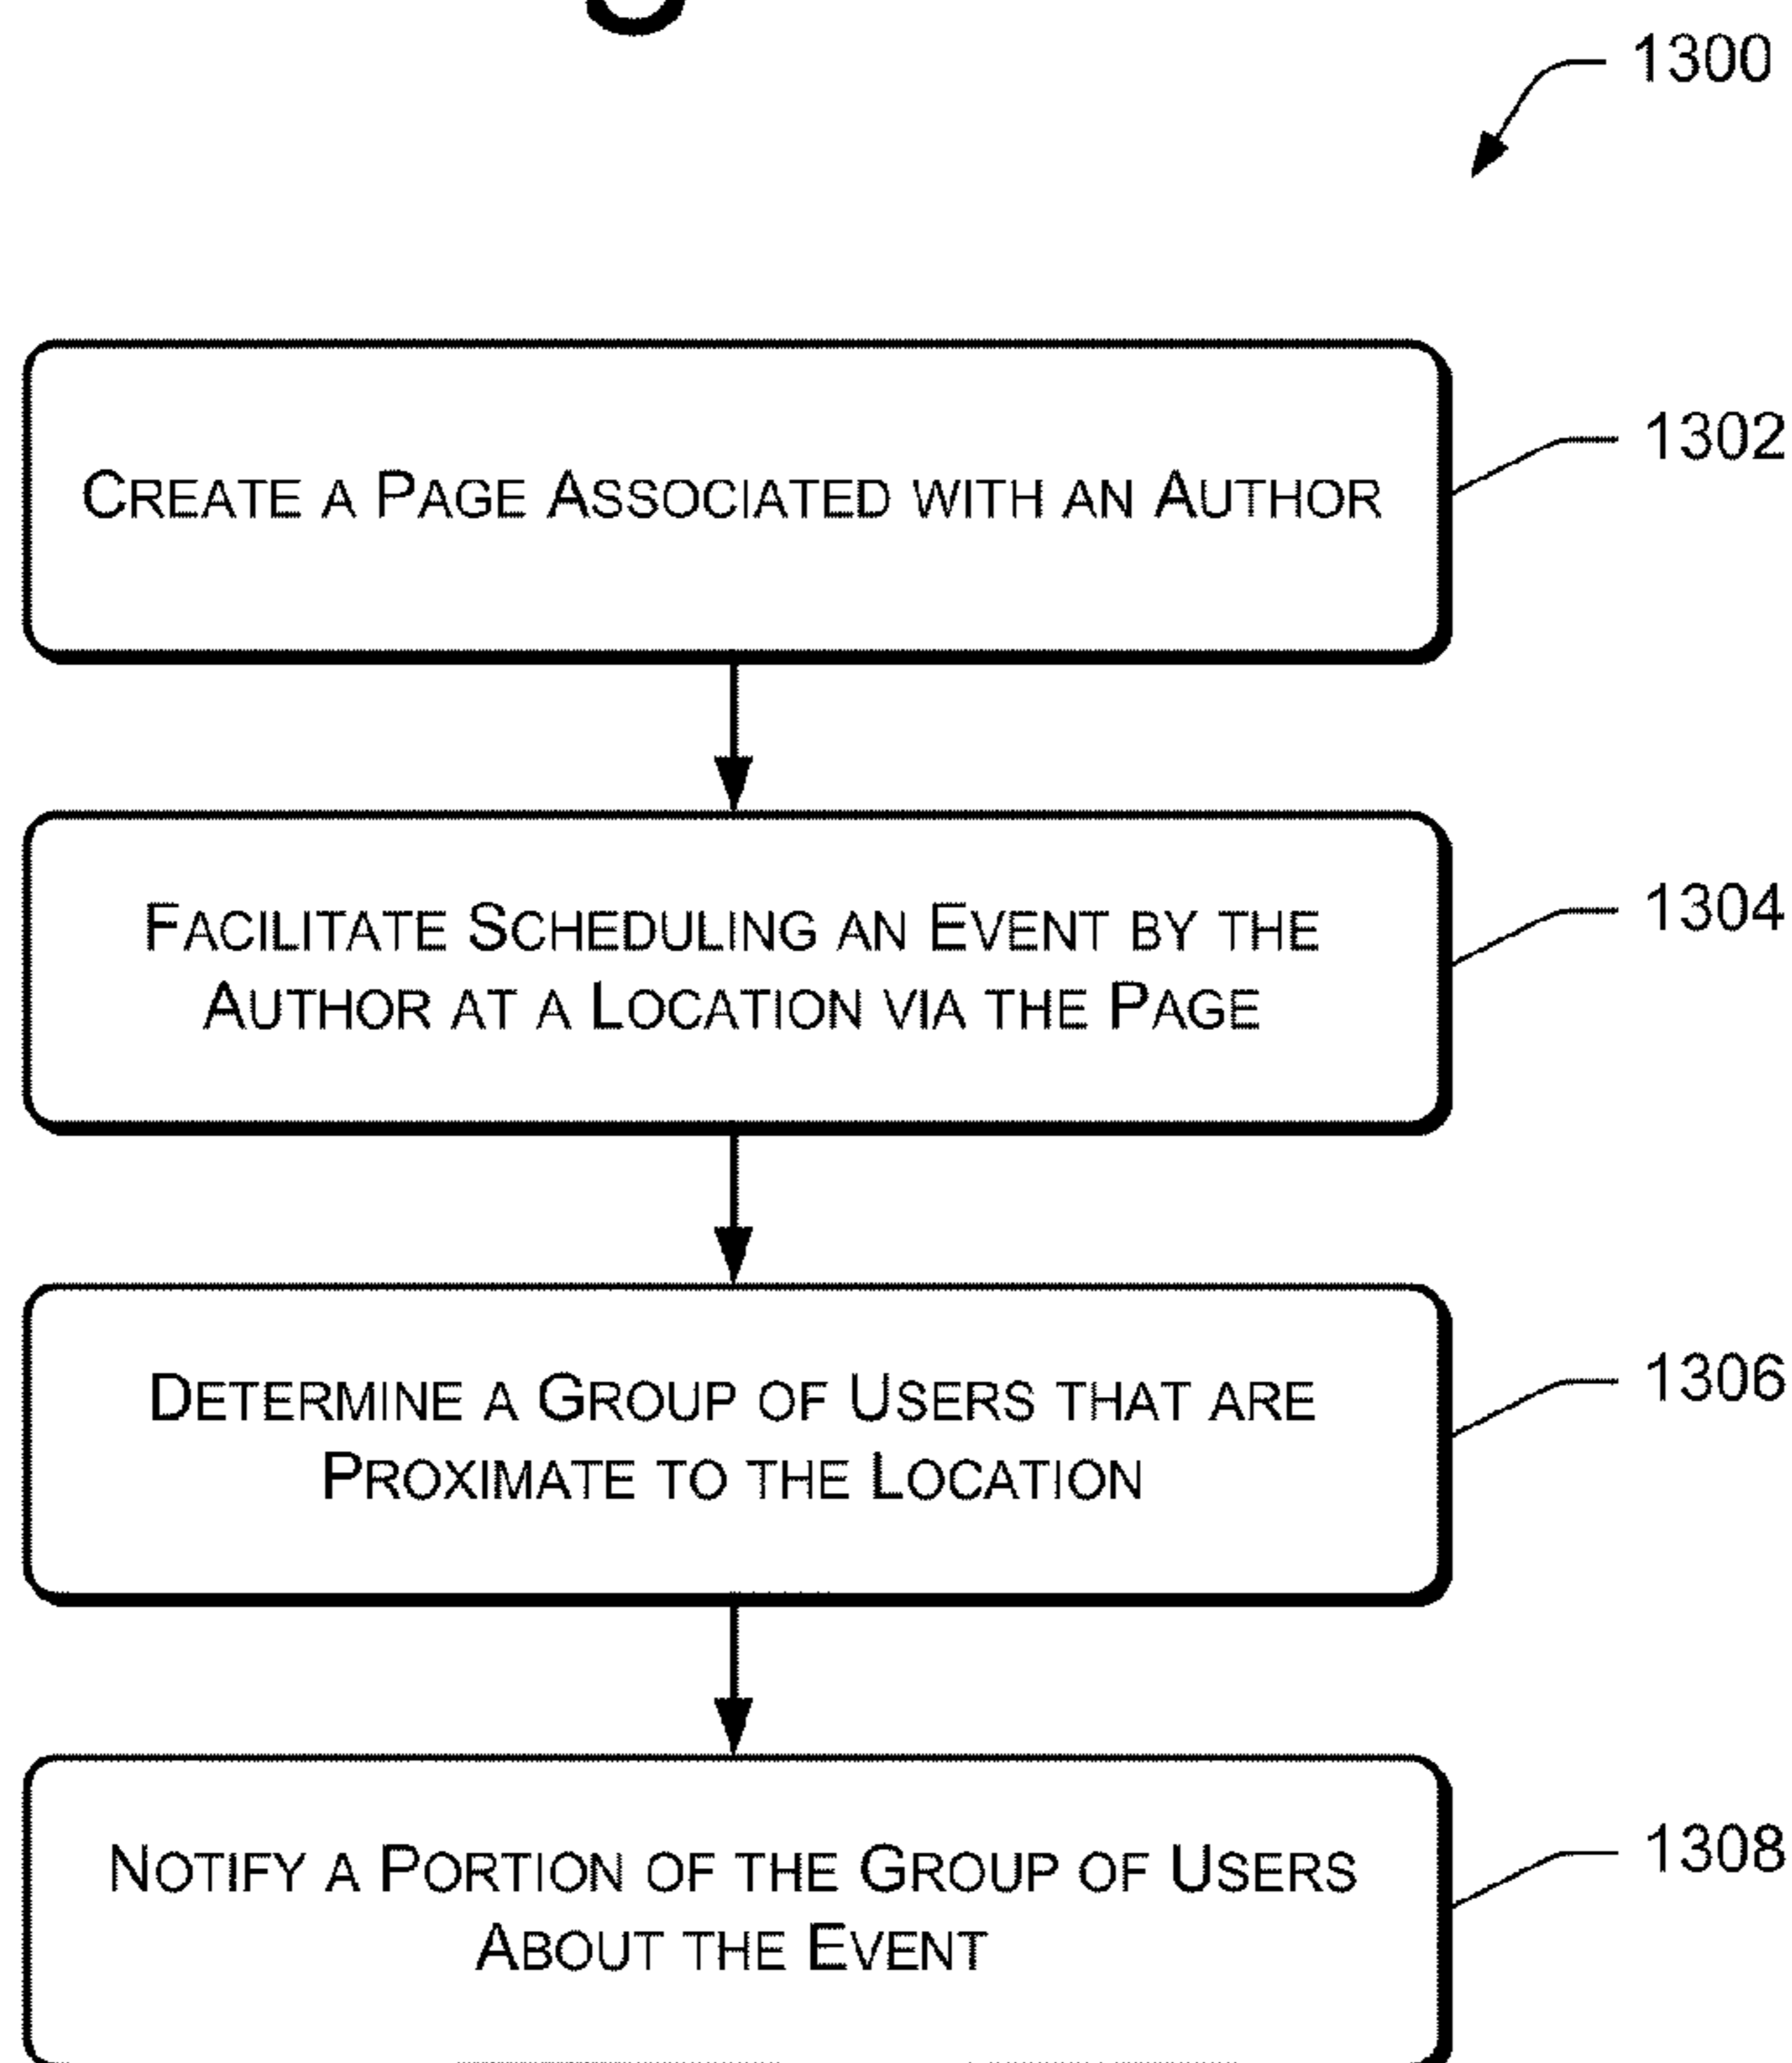 1300
CREATE A PAGE ASSOCIATED WITH AN AUTHOR
1302
FACILITATE SCHEDULING AN EVENT BY THE
AUTHOR AT A LOCATION VIA THE PAGE
1304
DETERMINE A GROUP OF USERS THAT ARE
PROXIMATE TO THE LOCATION
1306
NOTIFY A PORTION OF THE GROUP OF USERS
ABOUT THE EVENT
1308